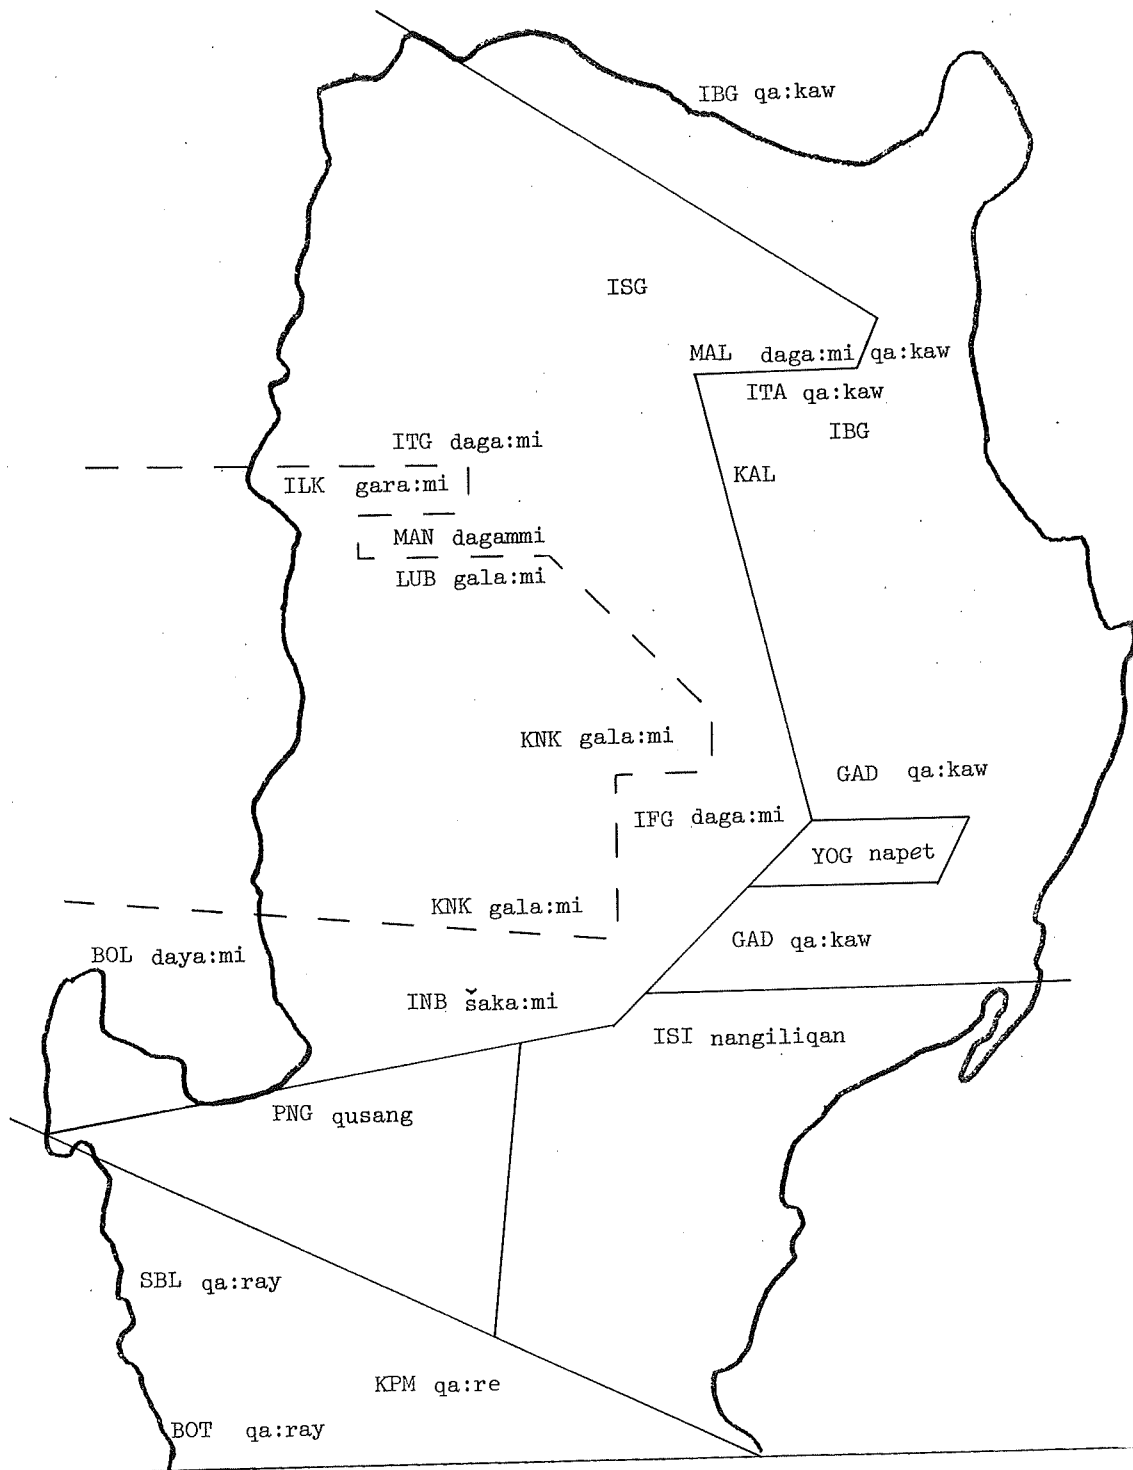 IBG qa:kaw
ISG
MAL daga:mi qa:kaw
ITA qa:kaw
IBG
ITG daga:mi
KAL
ILK gara:mi
MAN dagammi
LUB gala:mi
KNK gala:mi
GAD qa:kaw
IFG daga:mi
YOG napet
KNK gala:mi
GAD qa:kaw
BOL daya:mi
INB šaka:mi
ISI nangiliqan
PNG qusang
SBL qa:ray
KPM qa:re
BOT qa:ray